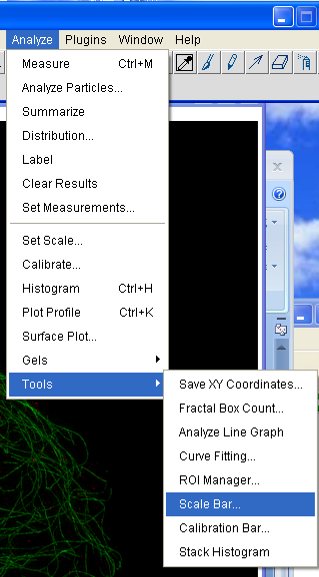 Analyze Plugins Window Help
Measure Ctrl+M
Analyze Particles...
Summarize
Distribution...
Label
Clear Results
Set Measurements...
Set Scale...
Calibrate...
Histogram Ctrl+H
Plot Profile Ctrl+K
Surface Plot...
Gels
Tools
Save XY Coordinates...
Fractal Box Count...
Analyze Line Graph
Curve Fitting...
ROI Manager...
Scale Bar...
Calibration Bar...
Stack Histogram